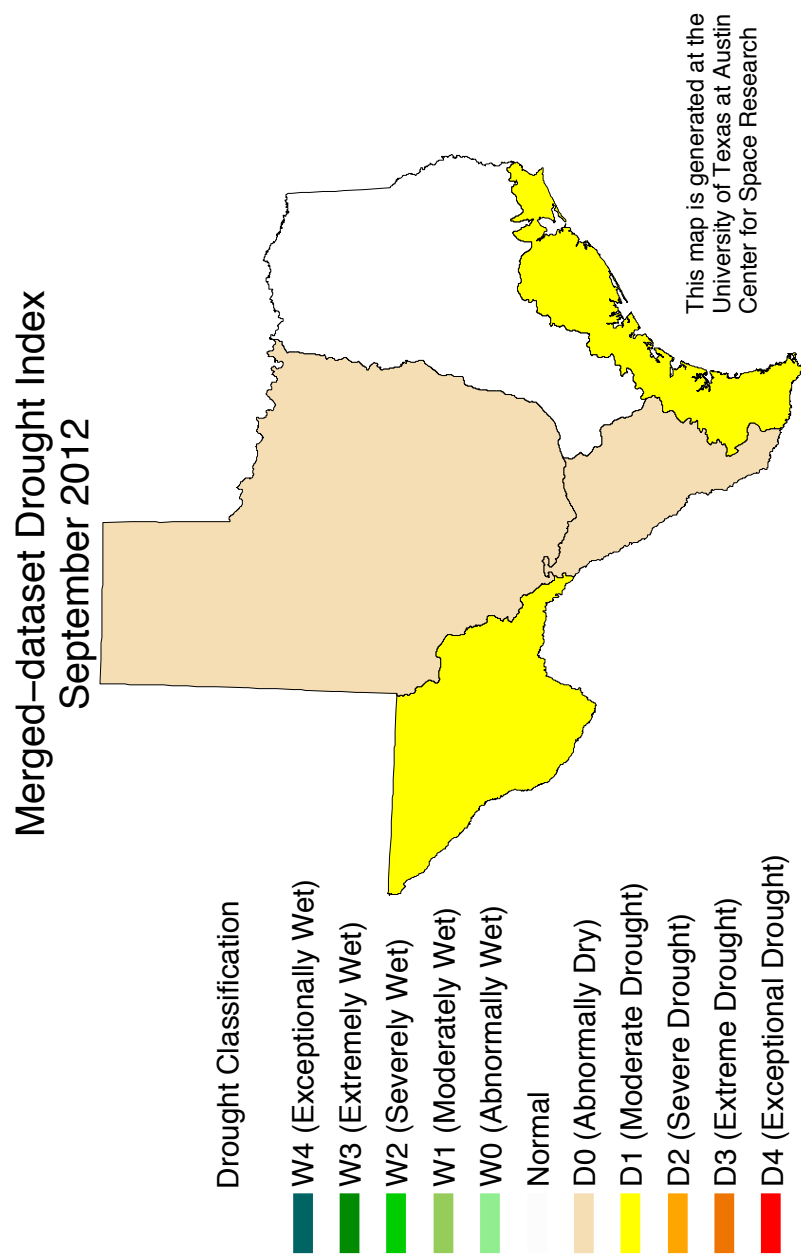 Merged−dataset Drought Index
September 2012
Drought Classification
W4 (Exceptionally Wet)
W3 (Extremely Wet)
W2 (Severely Wet)
W1 (Moderately Wet)
W0 (Abnormally Wet)
Normal
D0 (Abnormally Dry)
D1 (Moderate Drought)
D2 (Severe Drought)
D3 (Extreme Drought)
D4 (Exceptional Drought)
This map is generated at the
University of Texas at Austin
Center for Space Research